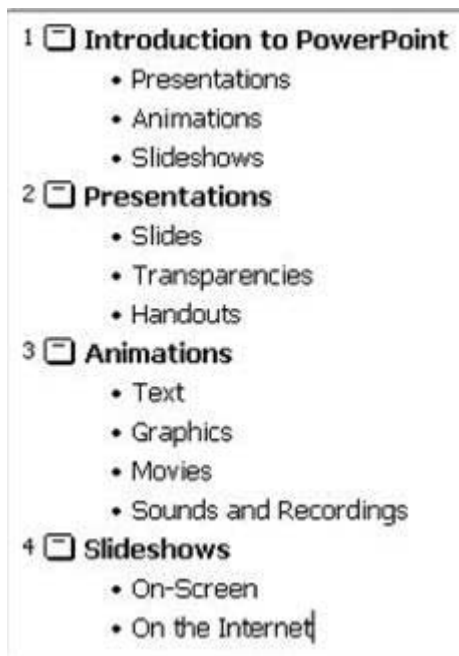 1 Introduction to PowerPoint
• Presentations
• Animations
• Slideshows
2 Presentations
• Slides
• Transparencies
• Handouts
3 Animations
• Text
• Graphics
• Movies
• Sounds and Recordings
4 Slideshows
• On-Screen
• On the Internet